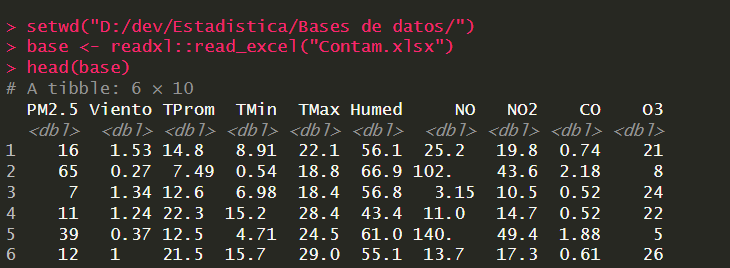 > setwd("D:/dev/Estadistica/Bases de datos/")
> base <- readxl::read_excel("Contam.xlsx")
> head(base)
# A tibble: 6 × 10
  PM2.5 Viento TProm  TMin  TMax Humed     NO   NO2    CO    O3
  <dbl>  <dbl> <dbl> <dbl> <dbl> <dbl>  <dbl> <dbl> <dbl> <dbl>
1    16   1.53 14.8   8.91  22.1  56.1  25.2   19.8  0.74    21
2    65   0.27  7.49  0.54  18.8  66.9 102.    43.6  2.18     8
3     7   1.34 12.6   6.98  18.4  56.8   3.15  10.5  0.52    24
4    11   1.24 22.3  15.2   28.4  43.4  11.0   14.7  0.52    22
5    39   0.37 12.5   4.71  24.5  61.0 140.    49.4  1.88     5
6    12   1    21.5  15.7   29.0  55.1  13.7   17.3  0.61    26